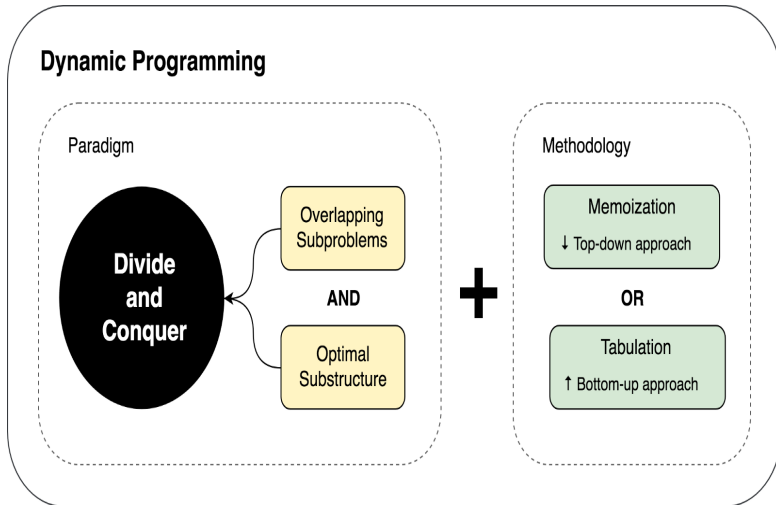 Dynamic Programming
Paradigm
Divide
and
Conquer
Overlapping
Subproblems
AND
Optimal
Substructure
+
Methodology
Memoization
↓ Top-down approach
OR
Tabulation
↑ Bottom-up approach